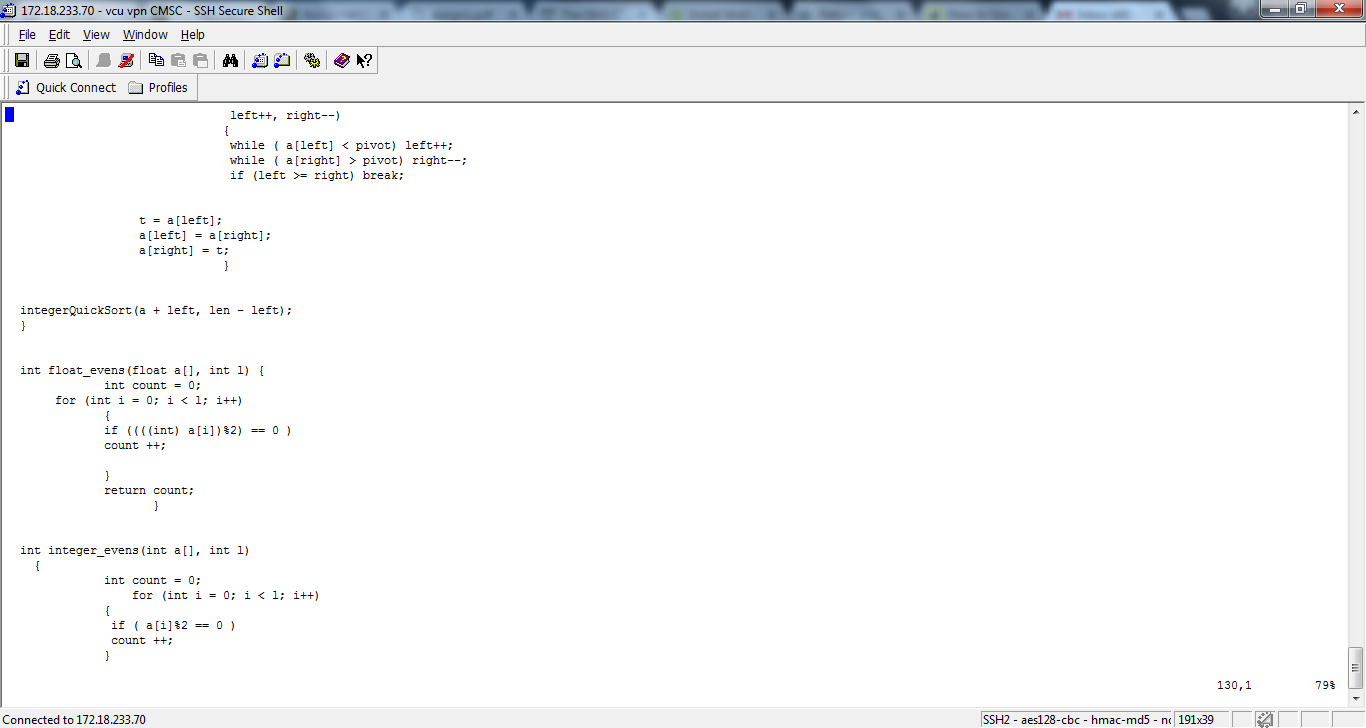 172.18.233.70 - vcu vpn CMSC - SSH Secure Shell
File Edit View Window Help
Quick Connect Profiles
left++, right--)
{
while ( a[left] < pivot) left++;
while ( a[right] > pivot) right--;
if (left >= right) break;
t = a[left];
a[left] = a[right];
a[right] = t;
}
integerQuickSort(a + left, len - left);
}
int float_evens(float a[], int l) {
int count = 0;
for (int i = 0; i < l; i++)
{
if ((((int) a[i])%2) == 0 )
count ++;
}
return count;
}
int integer_evens(int a[], int l)
{
int count = 0;
for (int i = 0; i < l; i++)
{
if ( a[i]%2 == 0 )
count ++;
}
130,1 79%
Connected to 172.18.233.70 SSH2 - aes128-cbc - hmac-md5 - nc 191x39